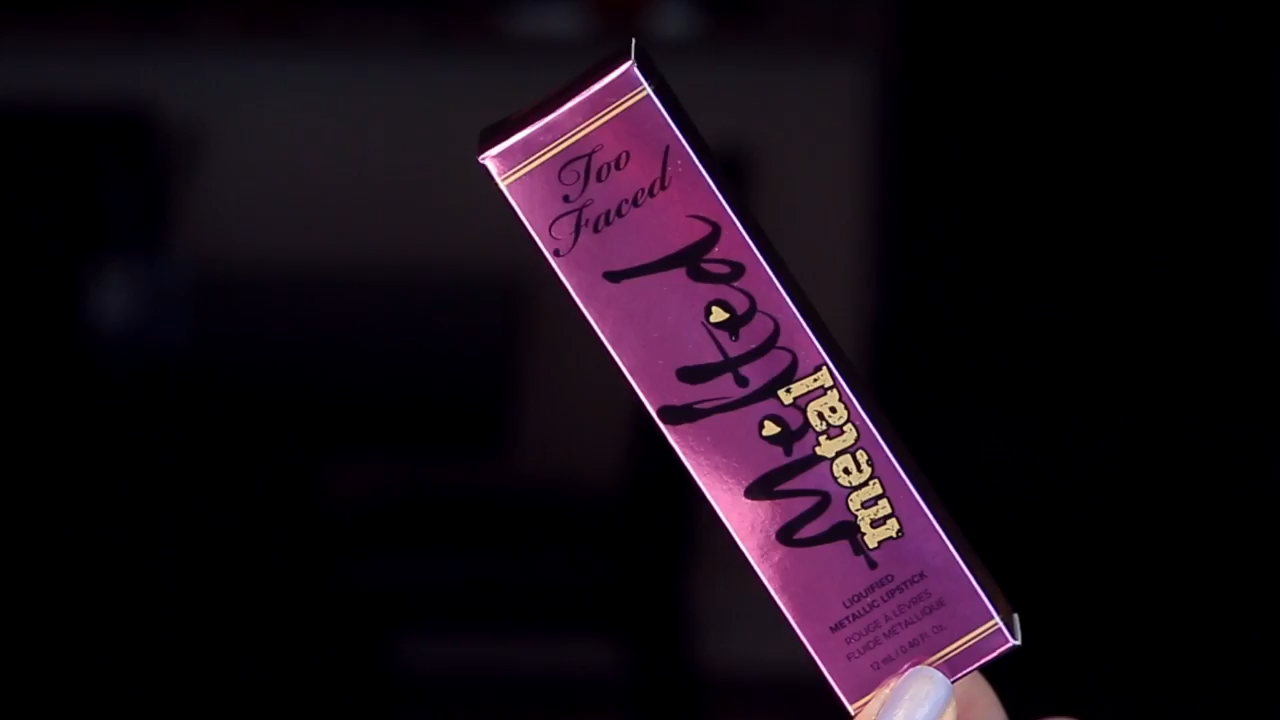 Too
Faced
Melted
metal
LIQUIFIED
METALLIC LIPSTICK
ROUGE À LÈVRES
FLUIDE MÉTALLIQUE
12 mL / 0.40 Fl. Oz.